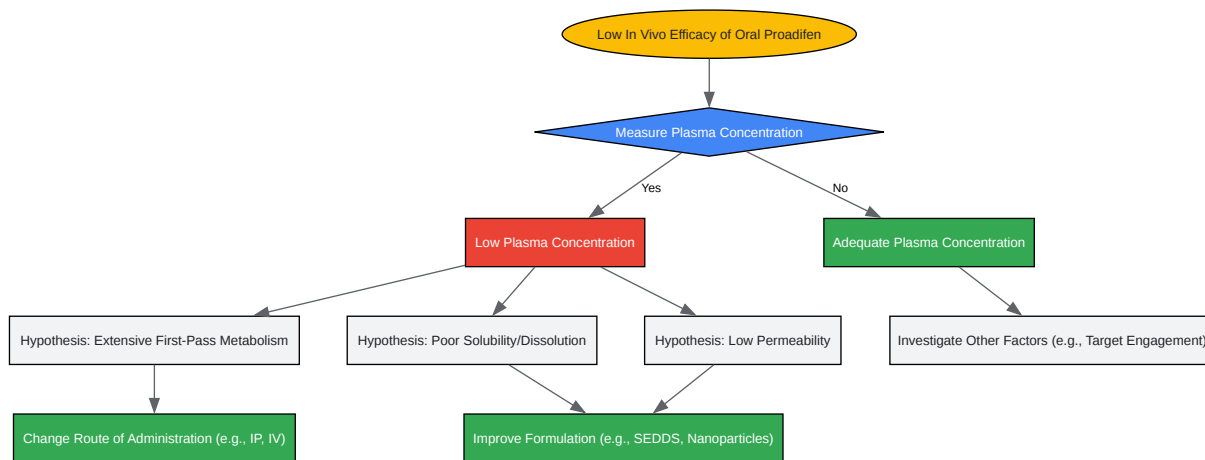 Low In Vivo Efficacy of Oral Proadifen
Measure Plasma Concentration
Yes
No
Low Plasma Concentration
Adequate Plasma Concentration
Hypothesis: Extensive First-Pass Metabolism
Hypothesis: Poor Solubility/Dissolution
Hypothesis: Low Permeability
Investigate Other Factors (e.g., Target Engagement)
Change Route of Administration (e.g., IP, IV)
Improve Formulation (e.g., SEDDS, Nanoparticles)